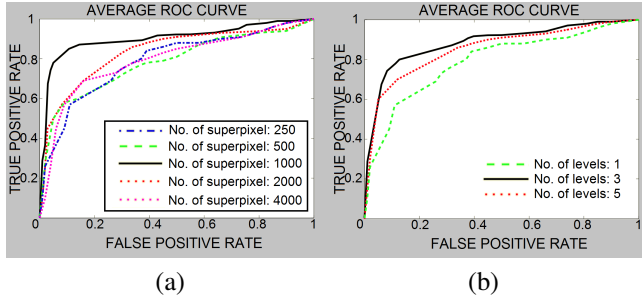 AVERAGE ROC CURVE
1
0.8
0.6
0.4
0.2
0
TRUE POSITIVE RATE
No. of superpixel: 250
No. of superpixel: 500
No. of superpixel: 1000
No. of superpixel: 2000
No. of superpixel: 4000
0.2
0.4
0.6
0.8
1
FALSE POSITIVE RATE
(a)
AVERAGE ROC CURVE
1
0.8
0.6
0.4
0.2
0
TRUE POSITIVE RATE
No. of levels: 1
No. of levels: 3
No. of levels: 5
0.2
0.4
0.6
0.8
1
FALSE POSITIVE RATE
(b)